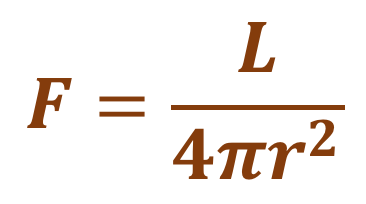 F = L / 4πr²